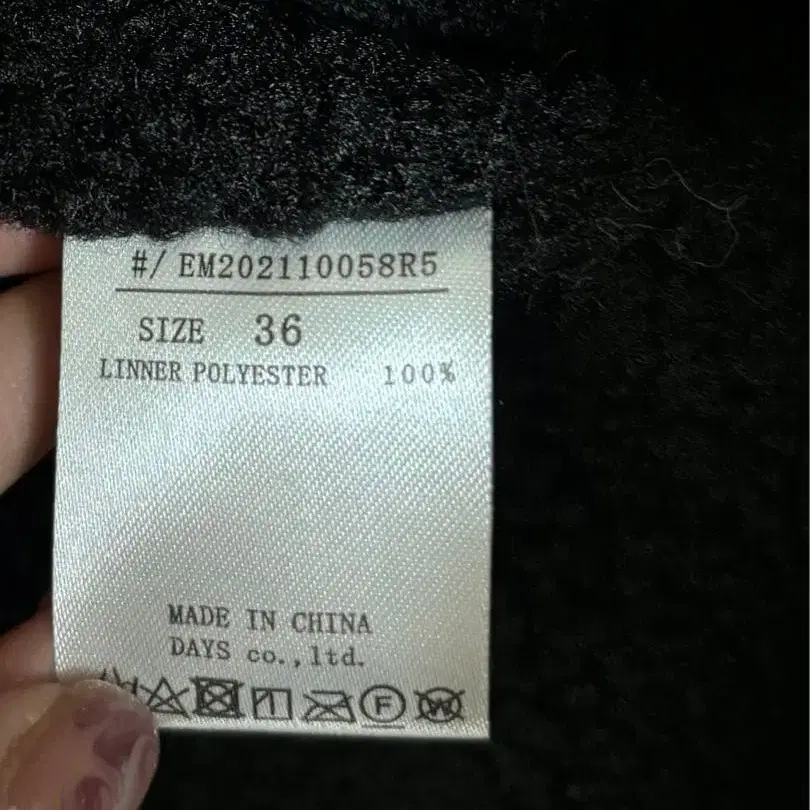 #/ EM202110058R5
SIZE 36
LINNER POLYESTER 100%
MADE IN CHINA
DAYS co.,ltd.
F W